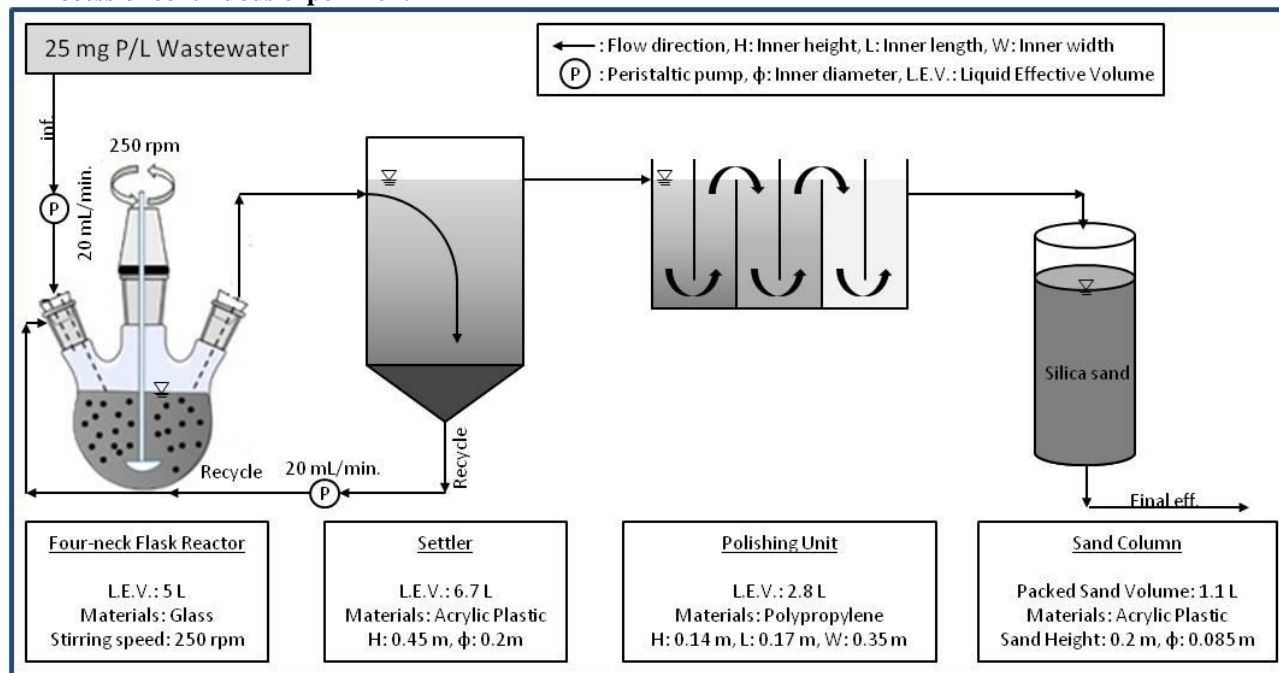 25 mg P/L Wastewater
: Flow direction, H: Inner height, L: Inner length, W: Inner width
P : Peristaltic pump, ϕ: Inner diameter, L.E.V.: Liquid Effective Volume
inf.
250 rpm
P
20 mL/min.
Silica sand
Recycle
20 mL/min.
P
Recycle
Final eff.
Four-neck Flask Reactor
L.E.V.: 5 L
Materials: Glass
Stirring speed: 250 rpm
Settler
L.E.V.: 6.7 L
Materials: Acrylic Plastic
H: 0.45 m, ϕ: 0.2m
Polishing Unit
L.E.V.: 2.8 L
Materials: Polypropylene
H: 0.14 m, L: 0.17 m, W: 0.35 m
Sand Column
Packed Sand Volume: 1.1 L
Materials: Acrylic Plastic
Sand Height: 0.2 m, ϕ: 0.085 m